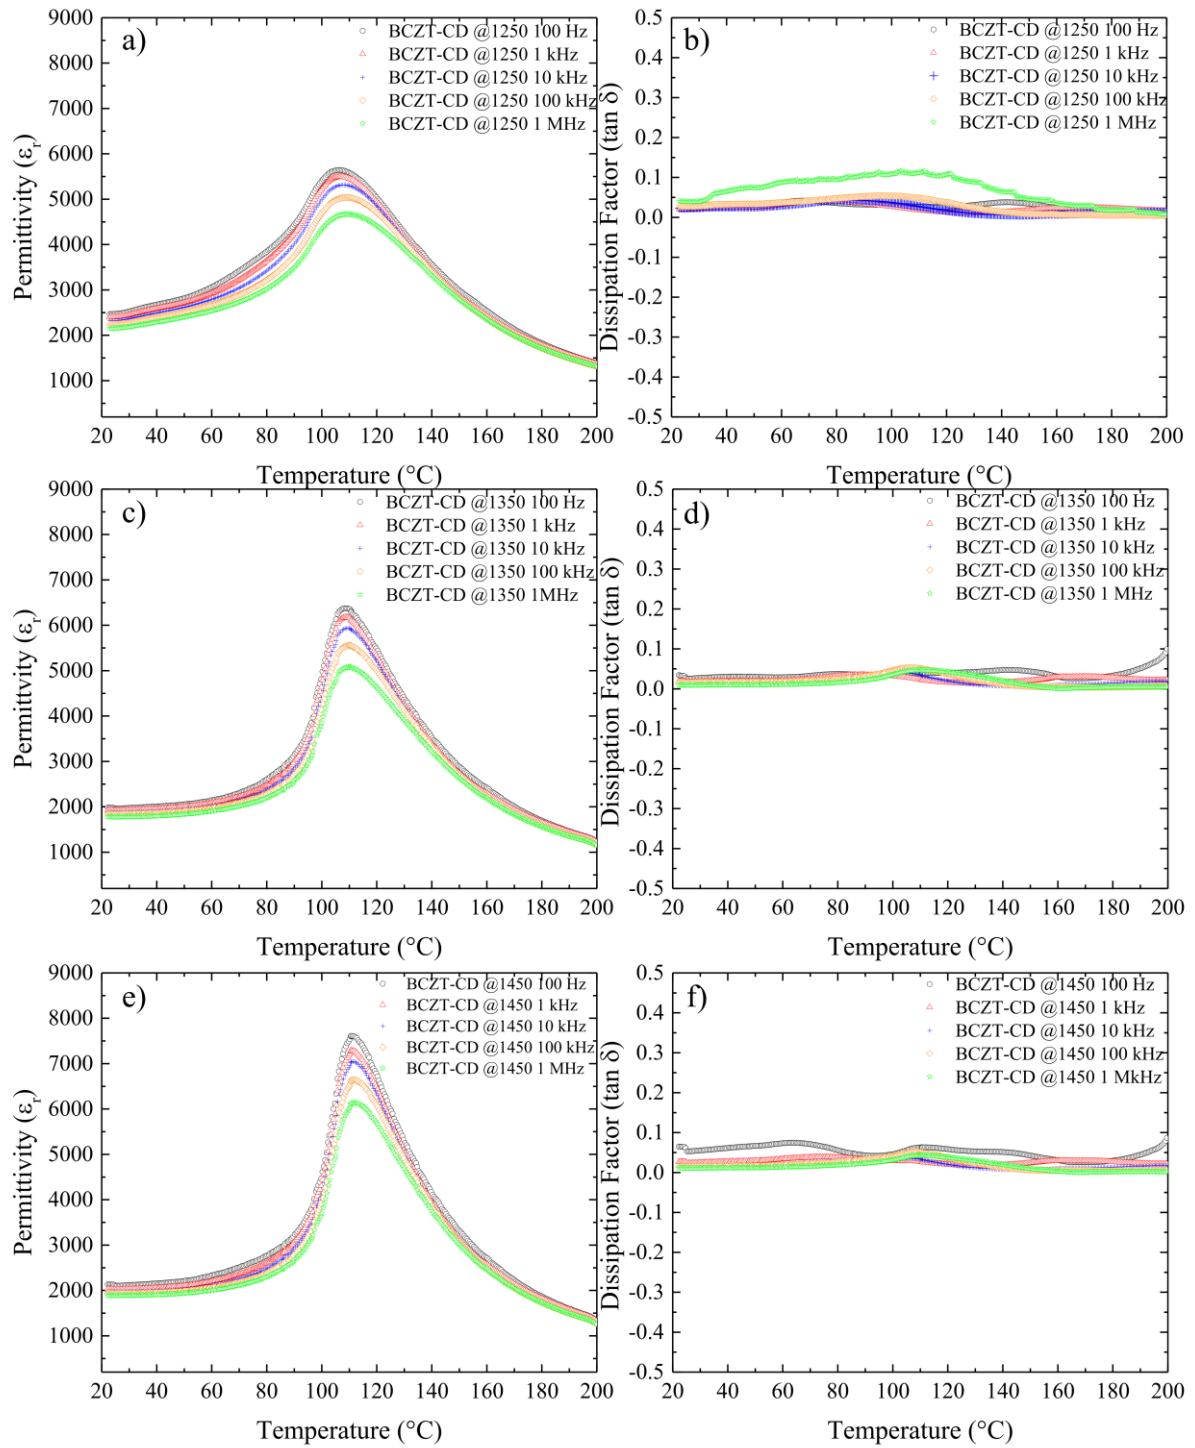 a)
BCZT-CD @1250 100 Hz
BCZT-CD @1250 1 kHz
BCZT-CD @1250 10 kHz
BCZT-CD @1250 100 kHz
BCZT-CD @1250 1 MHz
Permittivity (εr)
9000
8000
7000
6000
5000
4000
3000
2000
1000
20 40 60 80 100 120 140 160 180 200
Temperature (°C)
b)
BCZT-CD @1250 100 Hz
BCZT-CD @1250 1 kHz
BCZT-CD @1250 10 kHz
BCZT-CD @1250 100 kHz
BCZT-CD @1250 1 MHz
Dissipation Factor (tan δ)
0.5
0.4
0.3
0.2
0.1
0.0
-0.1
-0.2
-0.3
-0.4
-0.5
20 40 60 80 100 120 140 160 180 200
Temperature (°C)
c)
BCZT-CD @1350 100 Hz
BCZT-CD @1350 1 kHz
BCZT-CD @1350 10 kHz
BCZT-CD @1350 100 kHz
BCZT-CD @1350 1MHz
Permittivity (εr)
9000
8000
7000
6000
5000
4000
3000
2000
1000
20 40 60 80 100 120 140 160 180 200
Temperature (°C)
d)
BCZT-CD @1350 100 Hz
BCZT-CD @1350 1 kHz
BCZT-CD @1350 10 kHz
BCZT-CD @1350 100 kHz
BCZT-CD @1350 1 MHz
Dissipation Factor (tan δ)
0.5
0.4
0.3
0.2
0.1
0.0
-0.1
-0.2
-0.3
-0.4
-0.5
20 40 60 80 100 120 140 160 180 200
Temperature (°C)
e)
BCZT-CD @1450 100 Hz
BCZT-CD @1450 1 kHz
BCZT-CD @1450 10 kHz
BCZT-CD @1450 100 kHz
BCZT-CD @1450 1 MHz
Permittivity (εr)
9000
8000
7000
6000
5000
4000
3000
2000
1000
20 40 60 80 100 120 140 160 180 200
Temperature (°C)
f)
BCZT-CD @1450 100 Hz
BCZT-CD @1450 1 kHz
BCZT-CD @1450 10 kHz
BCZT-CD @1450 100 kHz
BCZT-CD @1450 1 MkHz
Dissipation Factor (tan δ)
0.5
0.4
0.3
0.2
0.1
0.0
-0.1
-0.2
-0.3
-0.4
-0.5
20 40 60 80 100 120 140 160 180 200
Temperature (°C)